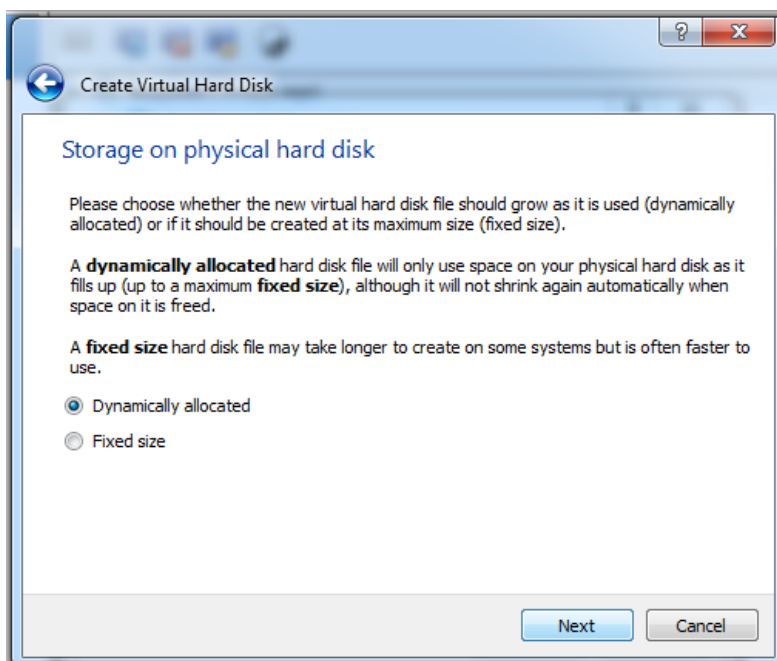 ?
X
Create Virtual Hard Disk
Storage on physical hard disk
Please choose whether the new virtual hard disk file should grow as it is used (dynamically
allocated) or if it should be created at its maximum size (fixed size).
A dynamically allocated hard disk file will only use space on your physical hard disk as it
fills up (up to a maximum fixed size), although it will not shrink again automatically when
space on it is freed.
A fixed size hard disk file may take longer to create on some systems but is often faster to
use.
Dynamically allocated
Fixed size
Next
Cancel